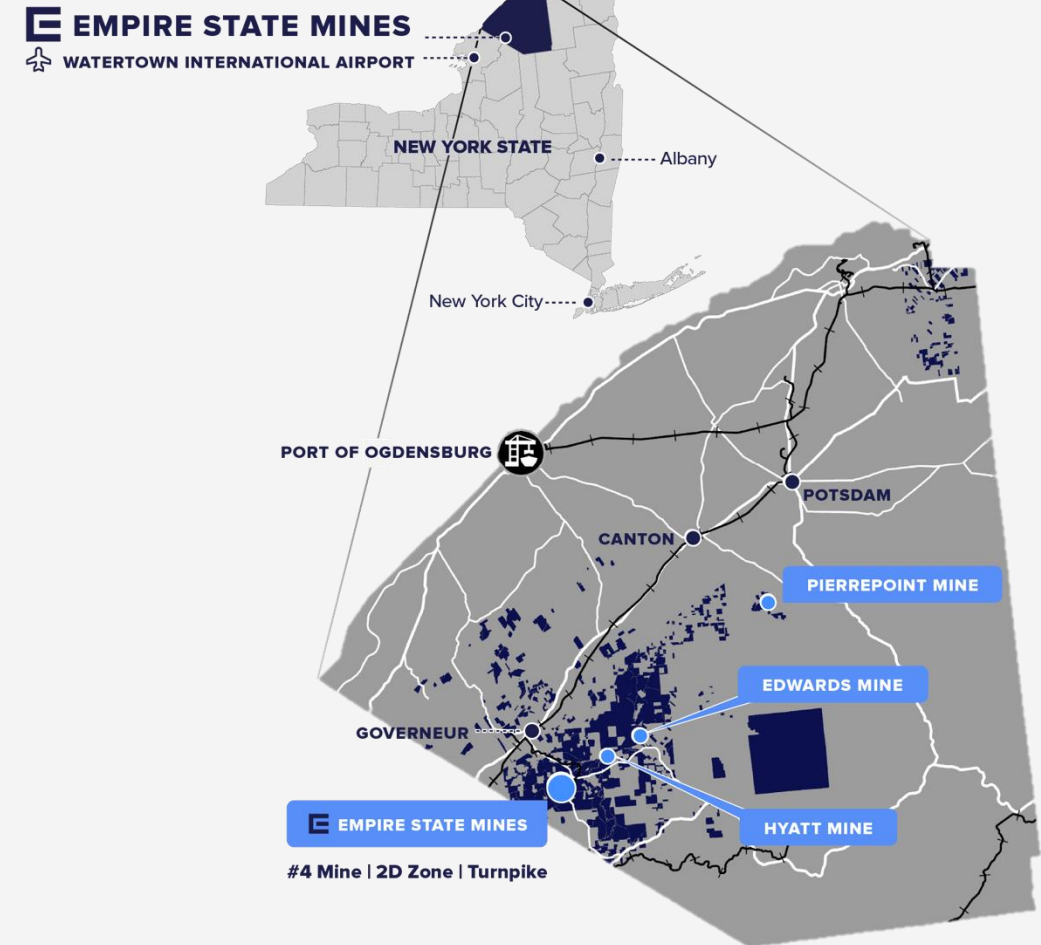 EMPIRE STATE MINES
WATERTOWN INTERNATIONAL AIRPORT
NEW YORK STATE
Albany
New York City
PORT OF OGDENSBURG
POTSDAM
CANTON
PIERREPOINT MINE
EDWARDS MINE
GOVERNEUR
EMPIRE STATE MINES
HYATT MINE
#4 Mine | 2D Zone | Turnpike